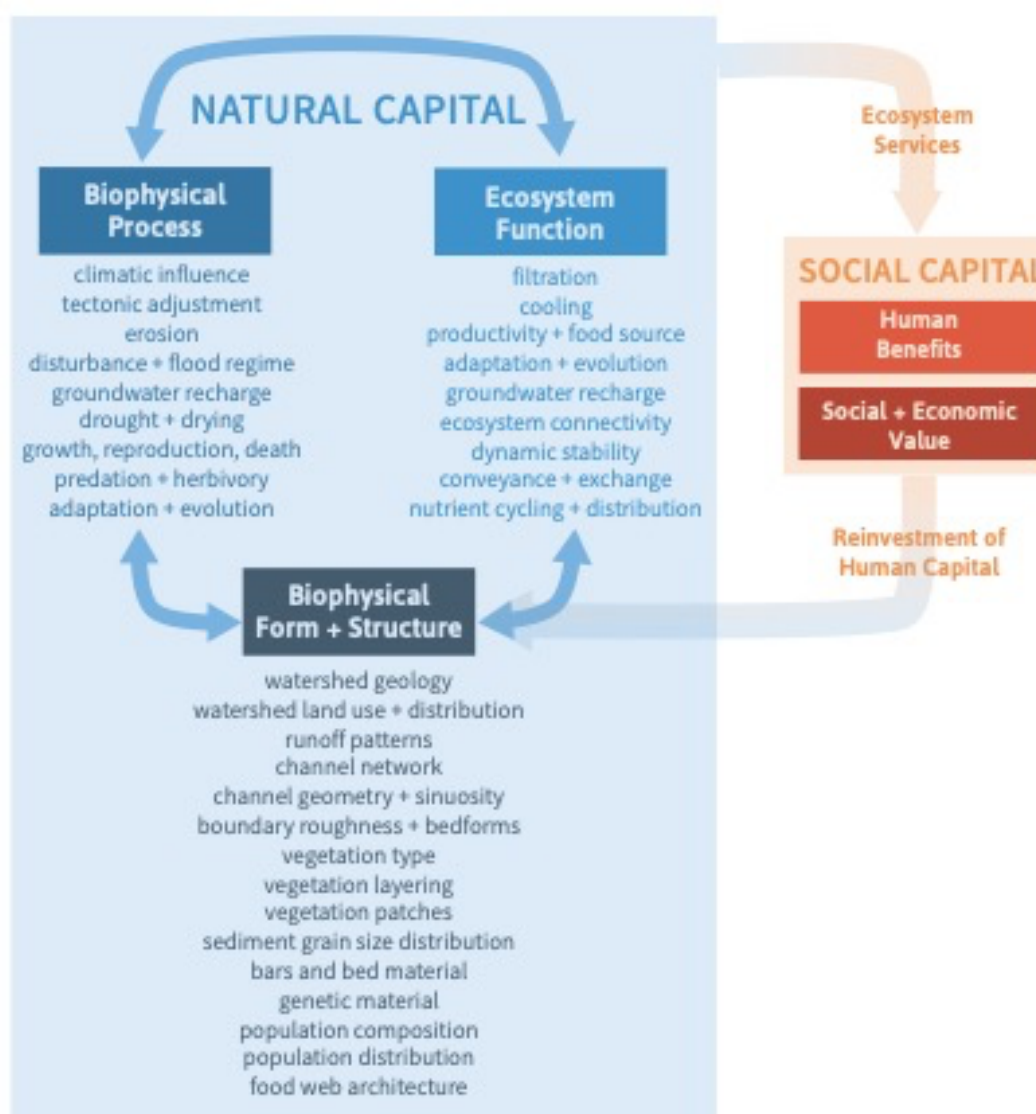 NATURAL CAPITAL
Biophysical
Process
climatic influence
tectonic adjustment
erosion
disturbance + flood regime
groundwater recharge
drought + drying
growth, reproduction, death
predation + herbivory
adaptation + evolution
Ecosystem
Function
filtration
cooling
productivity + food source
adaptation + evolution
groundwater recharge
ecosystem connectivity
dynamic stability
conveyance + exchange
nutrient cycling + distribution
Biophysical
Form + Structure
watershed geology
watershed land use + distribution
runoff patterns
channel network
channel geometry + sinuosity
boundary roughness + bedforms
vegetation type
vegetation layering
vegetation patches
sediment grain size distribution
bars and bed material
genetic material
population composition
population distribution
food web architecture
Ecosystem
Services
SOCIAL CAPITAL
Human
Benefits
Social + Economic
Value
Reinvestment of
Human Capital